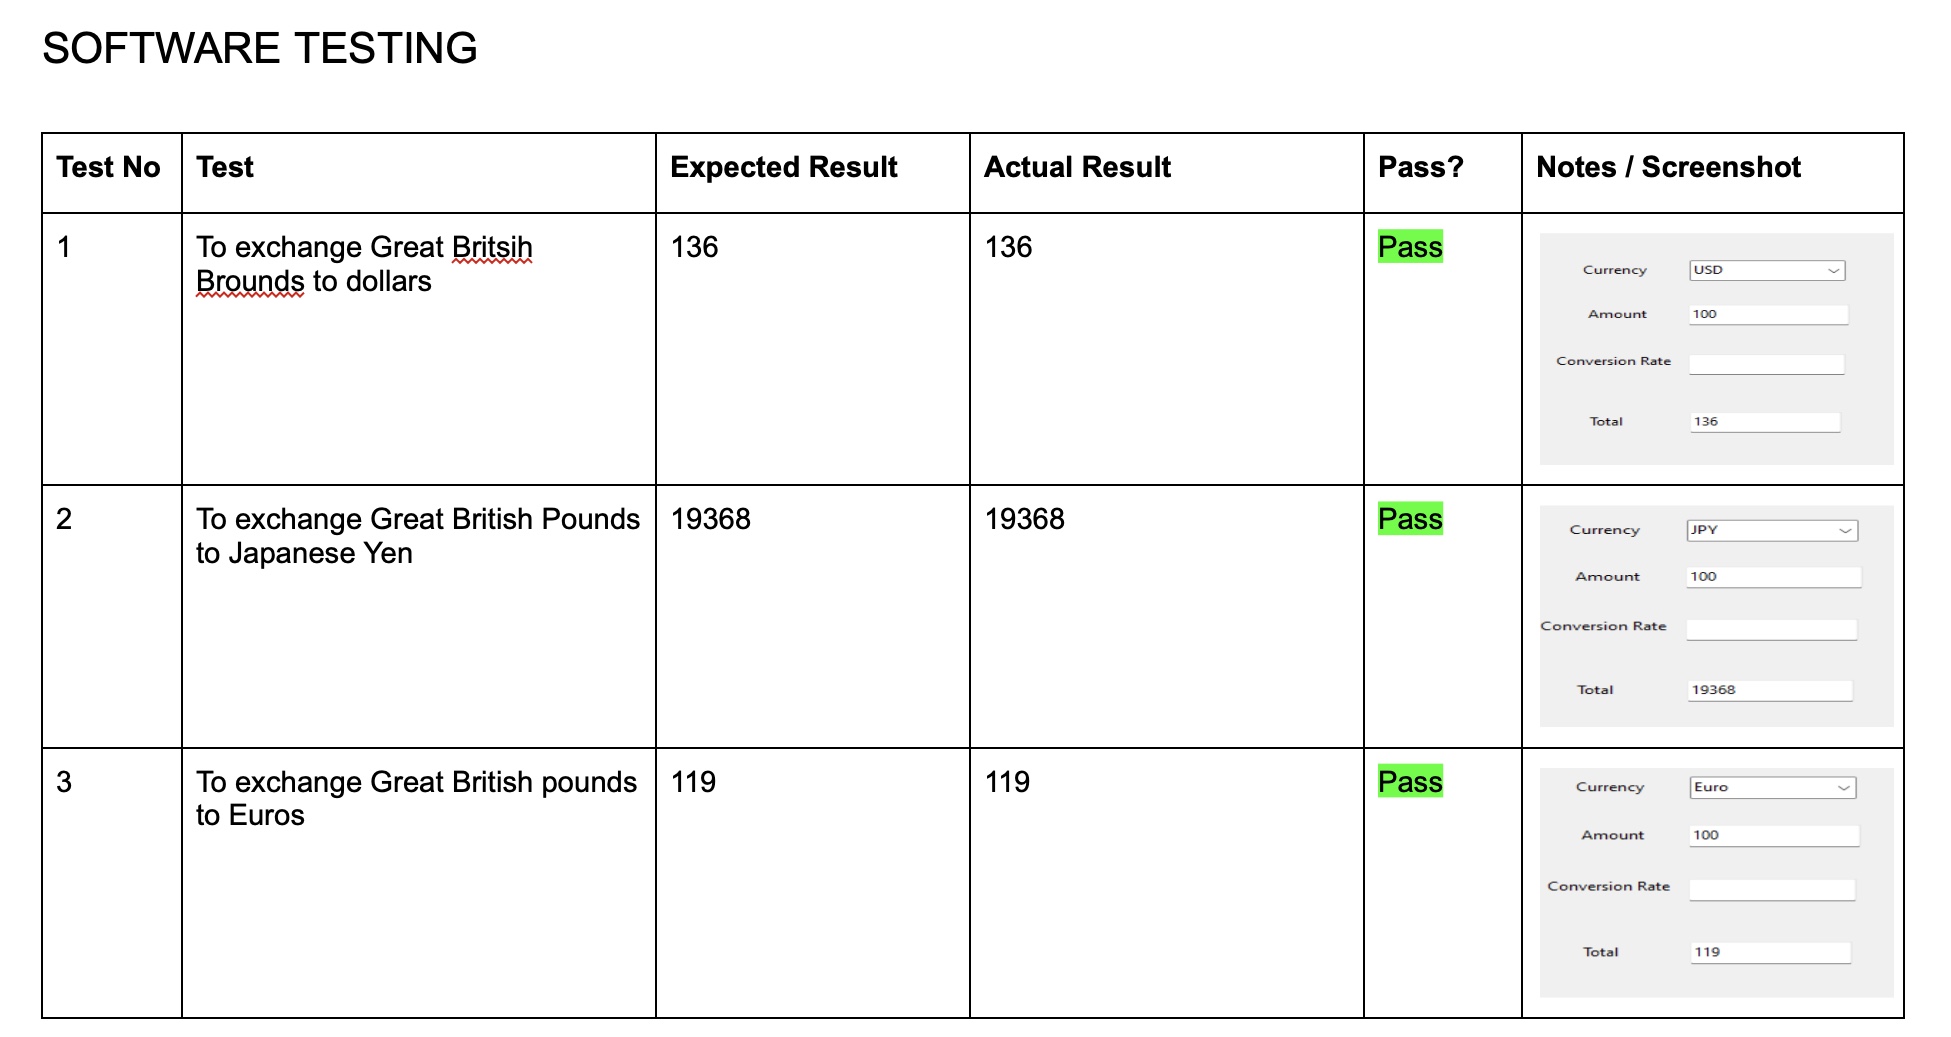 SOFTWARE TESTING
Test No
Test
Expected Result
Actual Result
Pass?
Notes / Screenshot
1
To exchange Great Britsih
Brounds to dollars
136
136
Pass
Currency
USD
Amount
100
Conversion Rate
Total
136
2
To exchange Great British Pounds
to Japanese Yen
19368
19368
Pass
Currency
JPY
Amount
100
Conversion Rate
Total
19368
3
To exchange Great British pounds
to Euros
119
119
Pass
Currency
Euro
Amount
100
Conversion Rate
Total
119